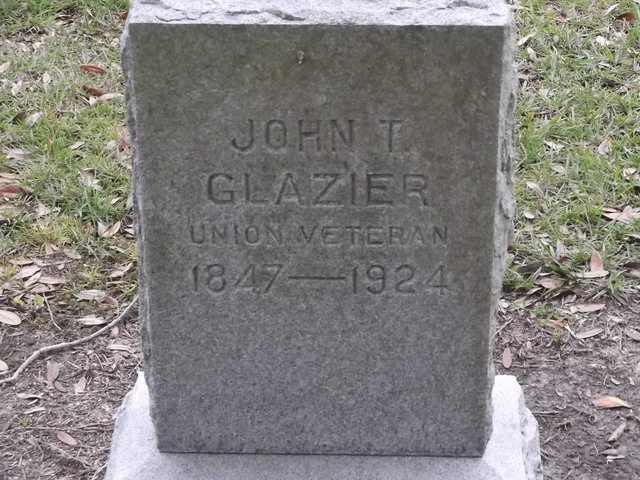 JOHN T.
GLAZIER
UNION VETERAN
1847—1924